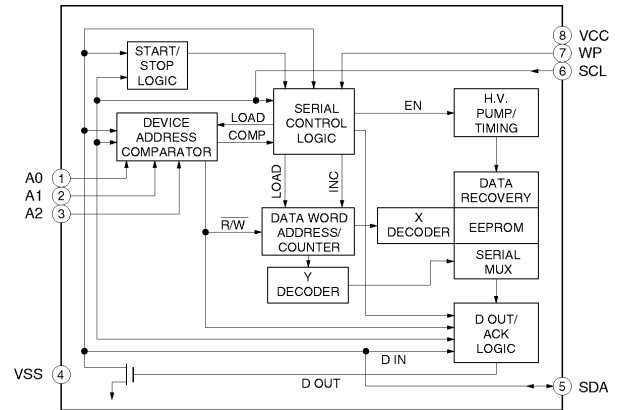 8 VCC
7 WP
6 SCL
START/
STOP
LOGIC
SERIAL
CONTROL
LOGIC
EN
H.V.
PUMP/
TIMING
DEVICE
ADDRESS
COMPARATOR
LOAD
COMP
A0 1
A1 2
A2 3
LOAD
INC
DATA
RECOVERY
R/W
DATA WORD
ADDRESS/
COUNTER
X
DECODER
EEPROM
Y
DECODER
SERIAL
MUX
D OUT/
ACK
LOGIC
D IN
VSS 4
D OUT
5 SDA